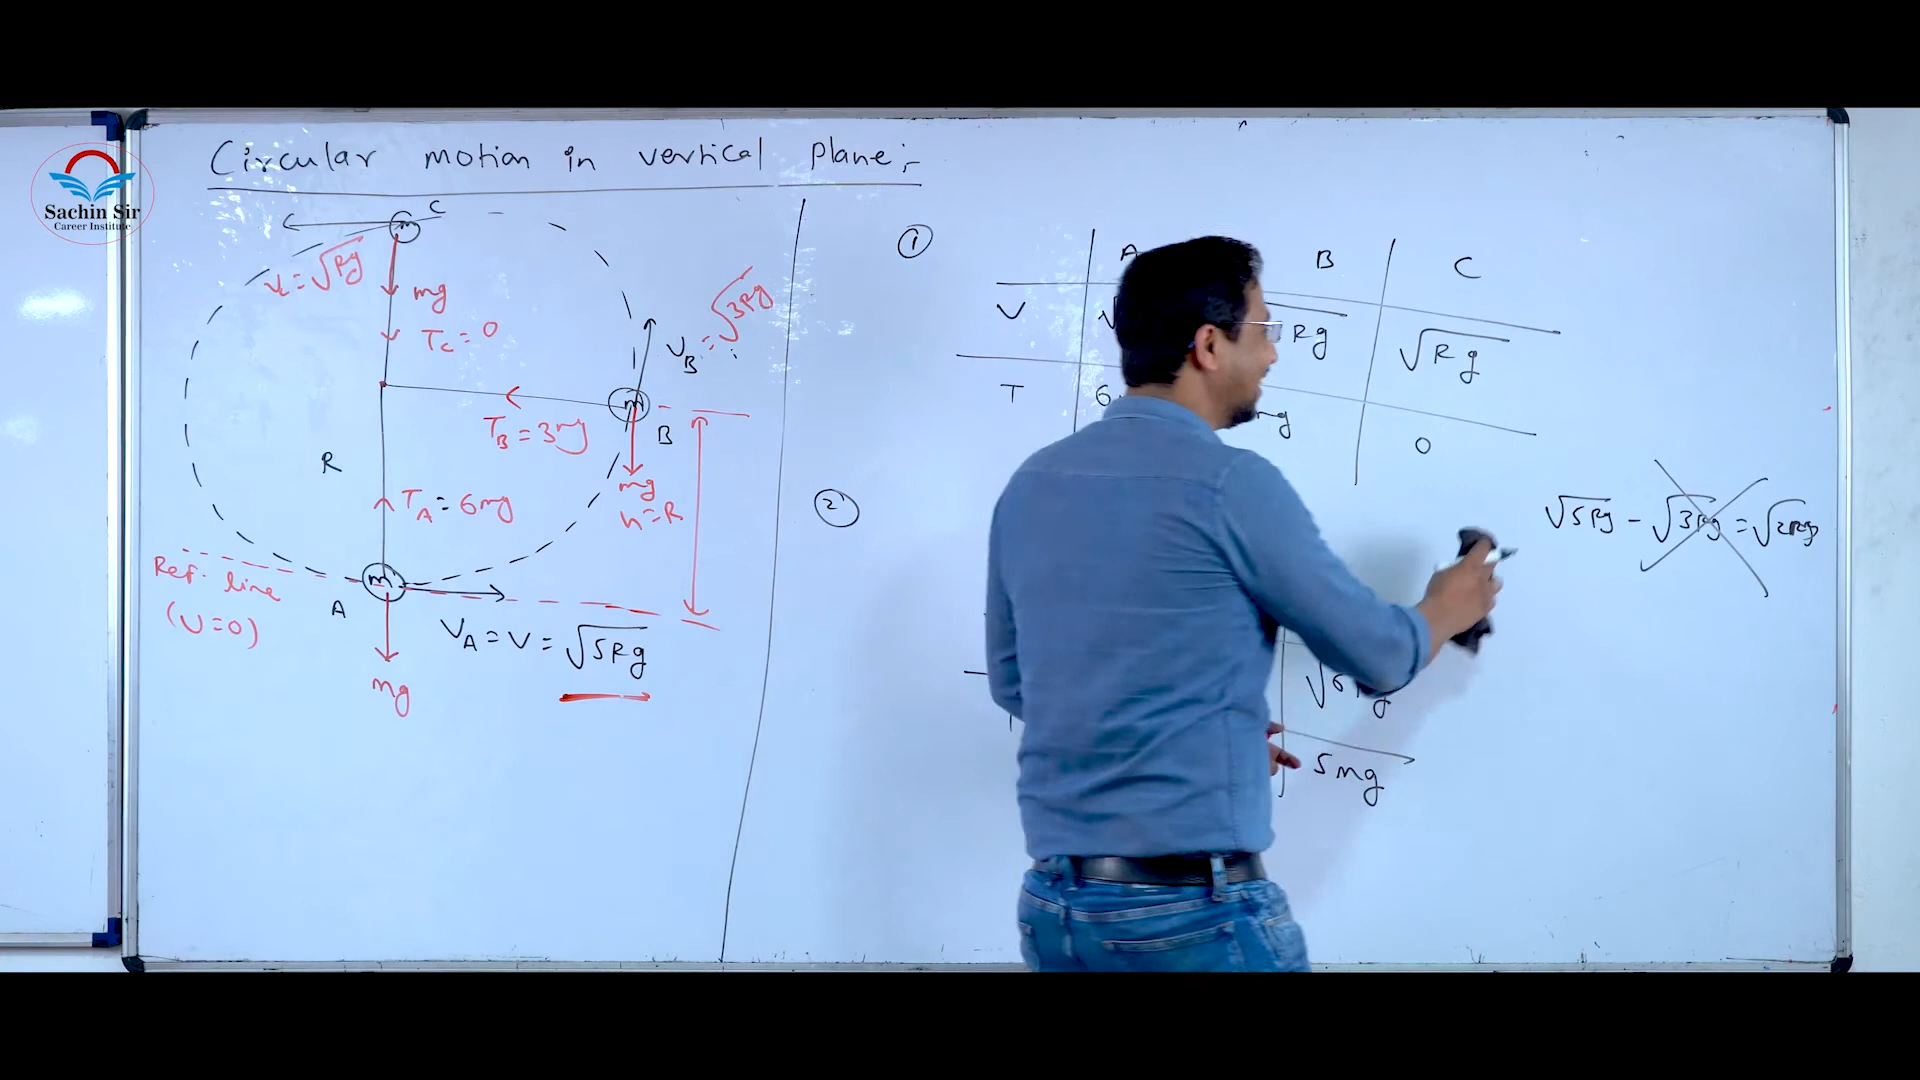 Sachin Sir
Career Institute
Circular motion in vertical plane:-
C
m
V_C = √Rg
mg
T_C = 0
V_B = √3Rg
m
B
T_B = 3mg
mg
h = R
R
T_A = 6mg
Ref. line
(U=0)
m
A
V_A = V = √5Rg
mg
①
A B C
V Rg √Rg
T 6 mg 0
②
√5Rg - √3Rg = √2Rg
√6Rg
5mg